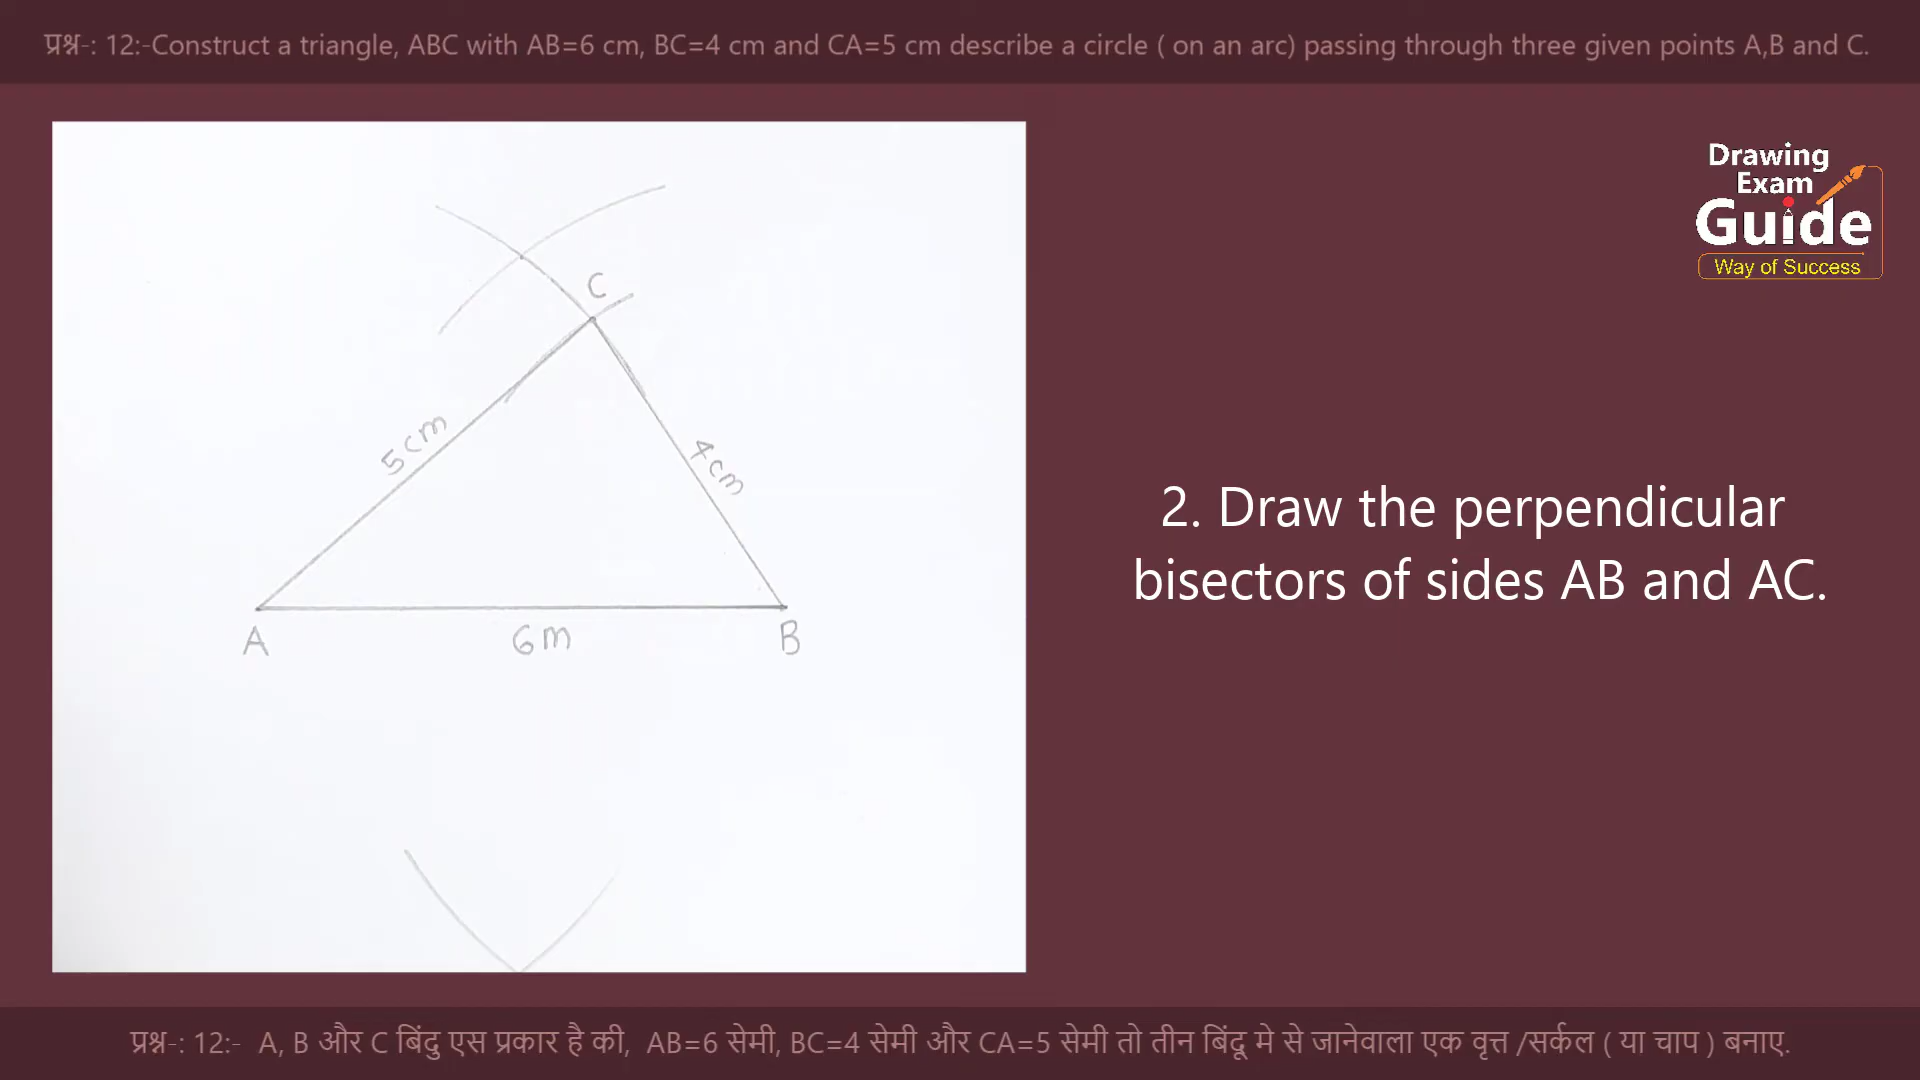 प्रश्न-: 12:-Construct a triangle, ABC with AB=6 cm, BC=4 cm and CA=5 cm describe a circle ( on an arc) passing through three given points A,B and C.
Drawing
Exam
Guide
Way of Success
C
5cm
4cm
A
6m
B
2. Draw the perpendicular
bisectors of sides AB and AC.
प्रश्न-: 12:- A, B और C बिंदु एस प्रकार है की, AB=6 सेमी, BC=4 सेमी और CA=5 सेमी तो तीन बिंदू मे से जानेवाला एक वृत्त /सर्कल ( या चाप ) बनाए.